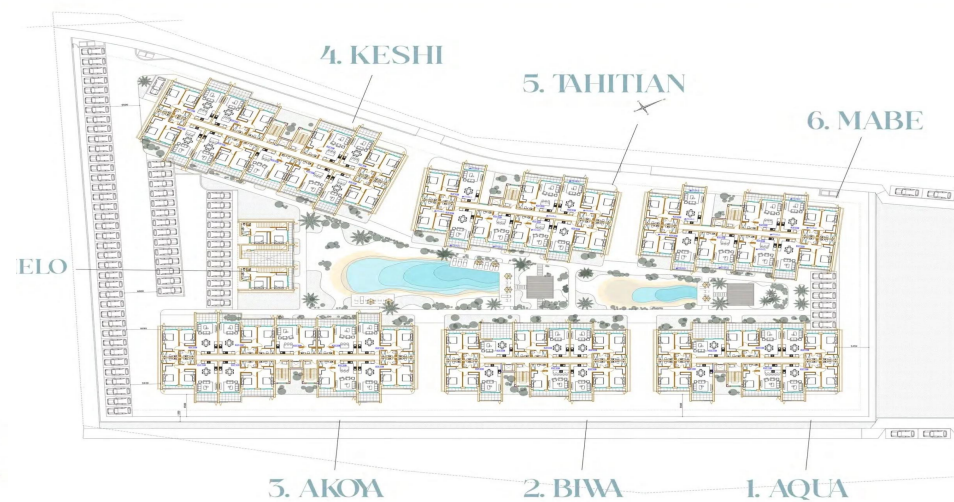 4. KESHI
5. TAHITIAN
6. MABE
ELO
3. AKOYA
2. BIWA
1. AQUA